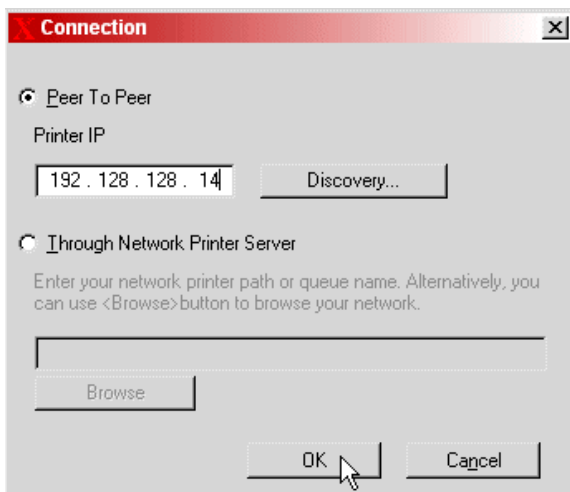 Connection
Peer To Peer
Printer IP
192 . 128 . 128 . 14
Discovery...
Through Network Printer Server
Enter your network printer path or queue name. Alternatively, you
can use <Browse>button to browse your network.
Browse
OK
Cancel